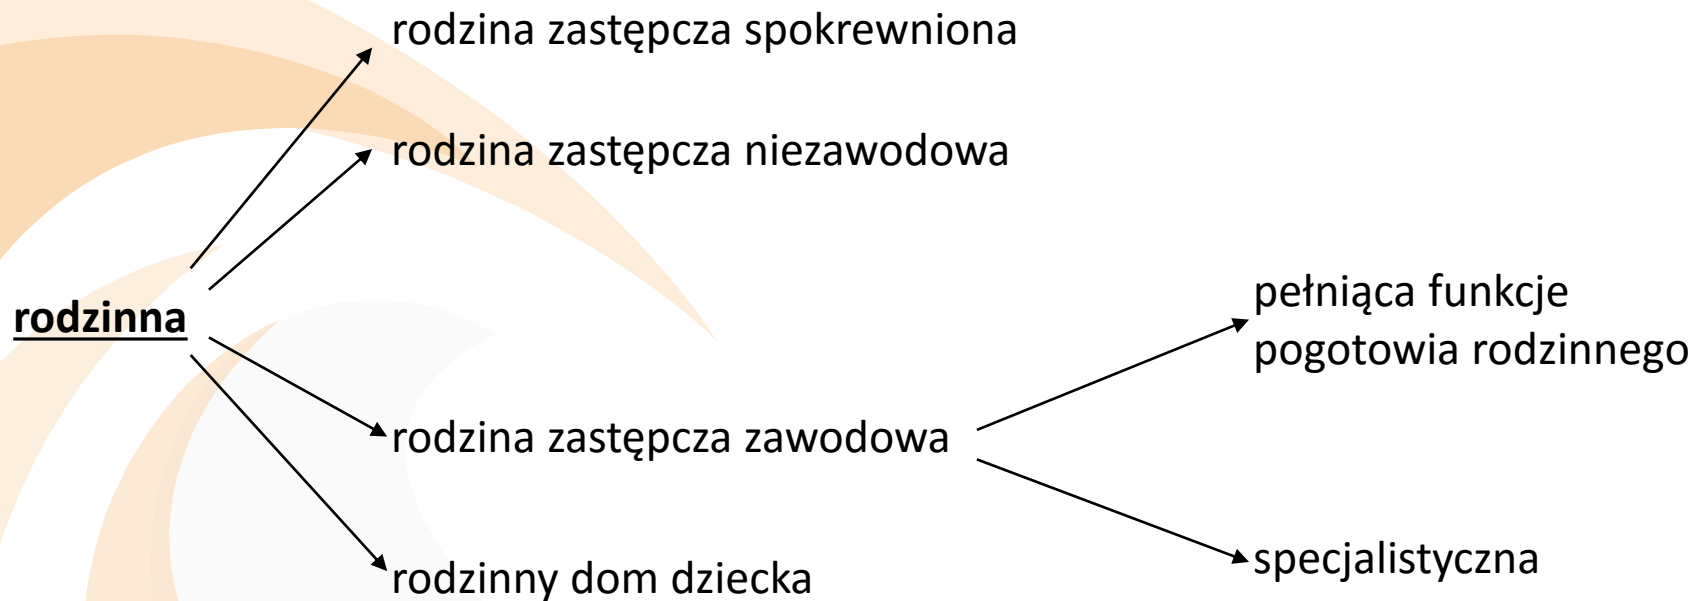 rodzina zastępcza spokrewniona
rodzina zastępcza niezawodowa
rodzinna
pełniąca funkcje
pogotowia rodzinnego
rodzina zastępcza zawodowa
specjalistyczna
rodzinny dom dziecka